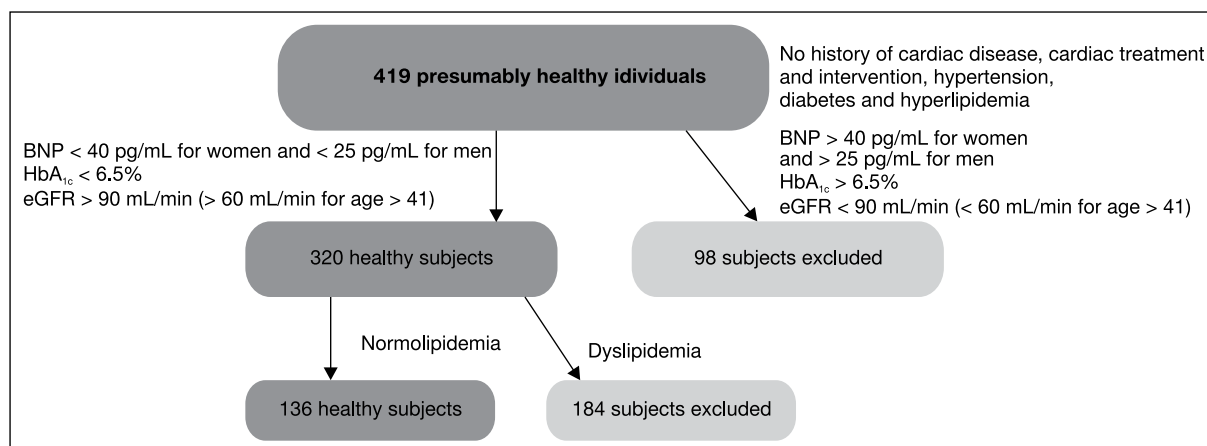 419 presumably healthy idividuals
No history of cardiac disease, cardiac treatment
and intervention, hypertension,
diabetes and hyperlipidemia
BNP < 40 pg/mL for women and < 25 pg/mL for men
HbA1c < 6.5%
eGFR > 90 mL/min (> 60 mL/min for age > 41)
BNP > 40 pg/mL for women
and > 25 pg/mL for men
HbA1c > 6.5%
eGFR < 90 mL/min (< 60 mL/min for age > 41)
320 healthy subjects
98 subjects excluded
Normolipidemia
Dyslipidemia
136 healthy subjects
184 subjects excluded